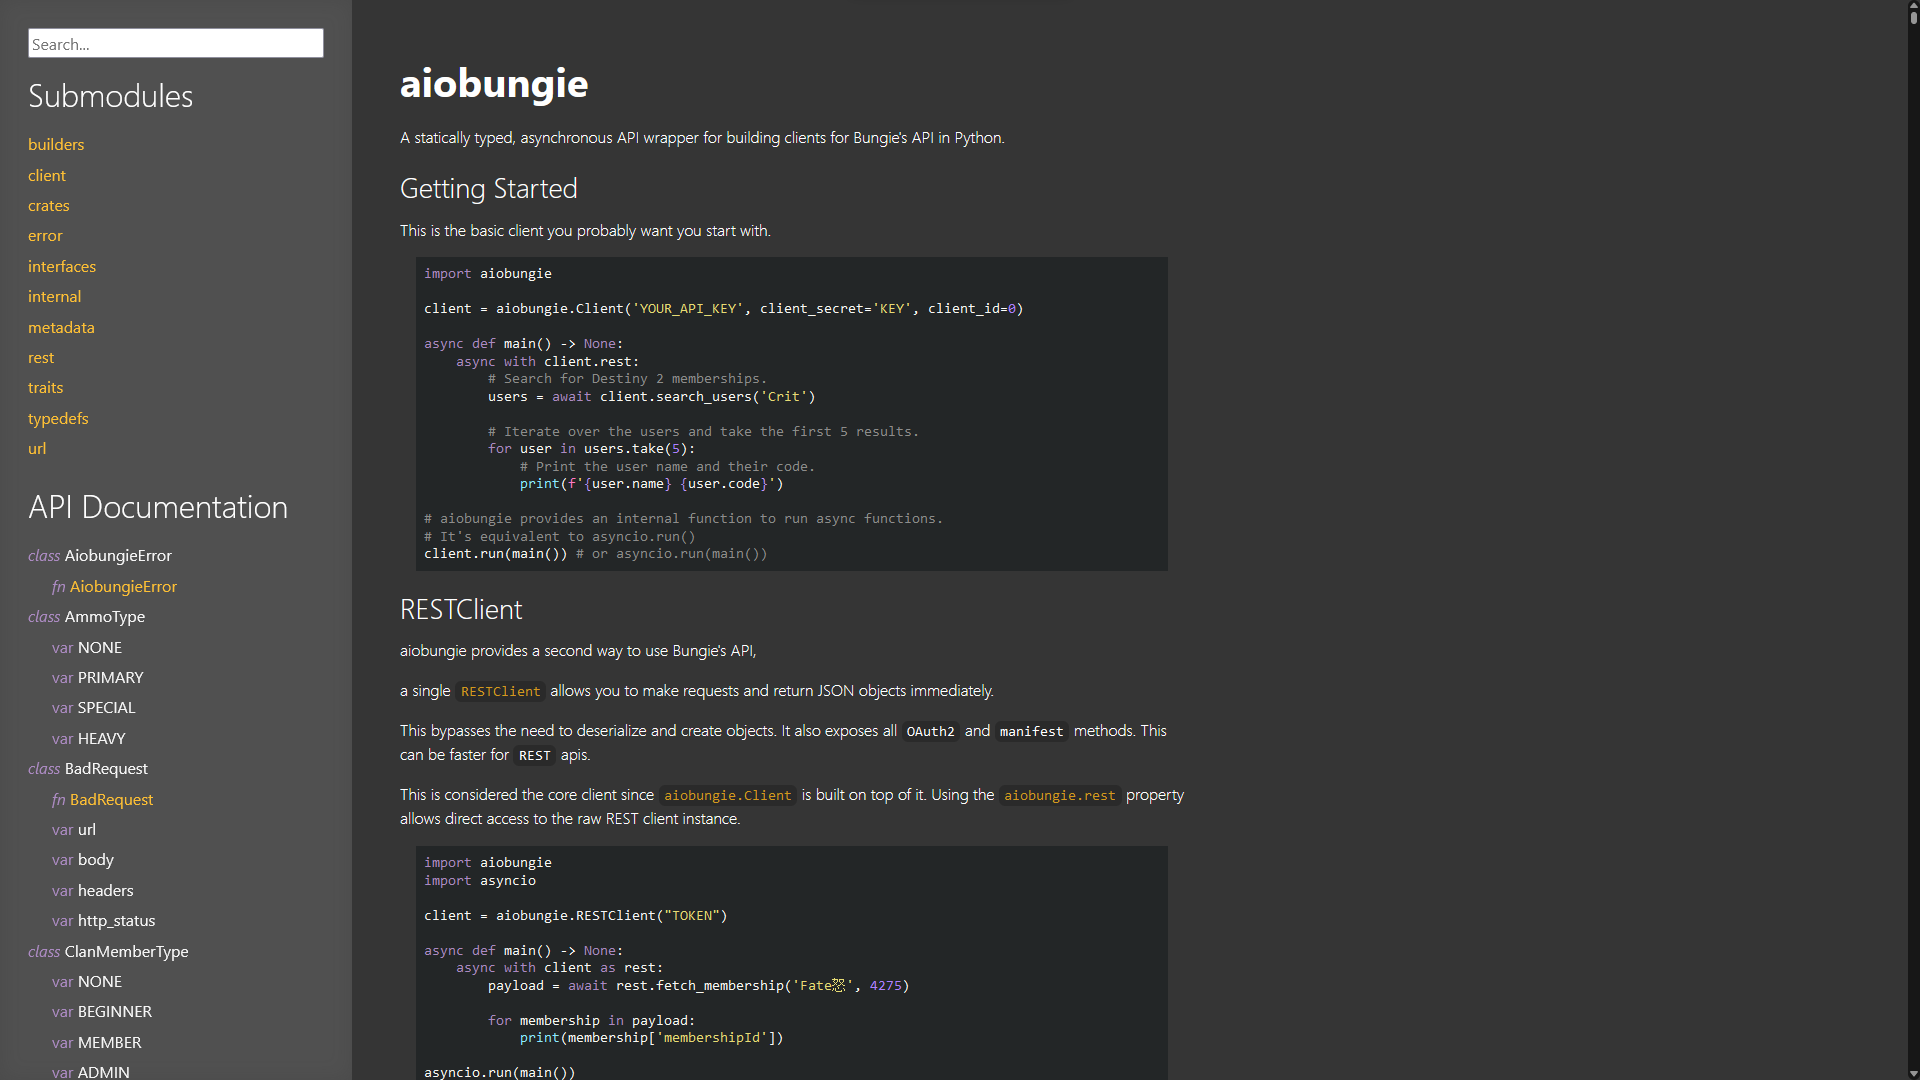 Search...
Submodules
builders
client
crates
error
interfaces
internal
metadata
rest
traits
typedefs
url
API Documentation
class AiobungieError
fn AiobungieError
class AmmoType
var NONE
var PRIMARY
var SPECIAL
var HEAVY
class BadRequest
fn BadRequest
var url
var body
var headers
var http_status
class ClanMemberType
var NONE
var BEGINNER
var MEMBER
var ADMIN
aiobungie
A statically typed, asynchronous API wrapper for building clients for Bungie's API in Python.
Getting Started
This is the basic client you probably want you start with.
import aiobungie
client = aiobungie.Client('YOUR_API_KEY', client_secret='KEY', client_id=0)
async def main() -> None:
    async with client.rest:
        # Search for Destiny 2 memberships.
        users = await client.search_users('Crit')
        # Iterate over the users and take the first 5 results.
        for user in users.take(5):
            # Print the user name and their code.
            print(f'{user.name} {user.code}')
# aiobungie provides an internal function to run async functions.
# It's equivalent to asyncio.run()
client.run(main()) # or asyncio.run(main())
RESTClient
aiobungie provides a second way to use Bungie's API,
a single RESTClient allows you to make requests and return JSON objects immediately.
This bypasses the need to deserialize and create objects. It also exposes all OAuth2 and manifest methods. This
can be faster for REST apis.
This is considered the core client since aiobungie.Client is built on top of it. Using the aiobungie.rest property
allows direct access to the raw REST client instance.
import aiobungie
import asyncio
client = aiobungie.RESTClient("TOKEN")
async def main() -> None:
    async with client as rest:
        payload = await rest.fetch_membership('Fate', 4275)
        for membership in payload:
            print(membership['membershipId'])
asyncio.run(main())